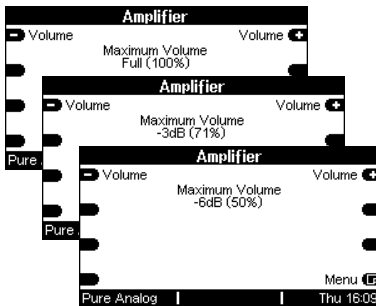 Amplifier
Volume Volume
Maximum Volume
Full (100%)
Pure
Amplifier
Volume Volume
Maximum Volume
-3dB (71%)
Pure
Amplifier
Volume Volume
Maximum Volume
-6dB (50%)
Menu
Pure Analog Thu 16:09